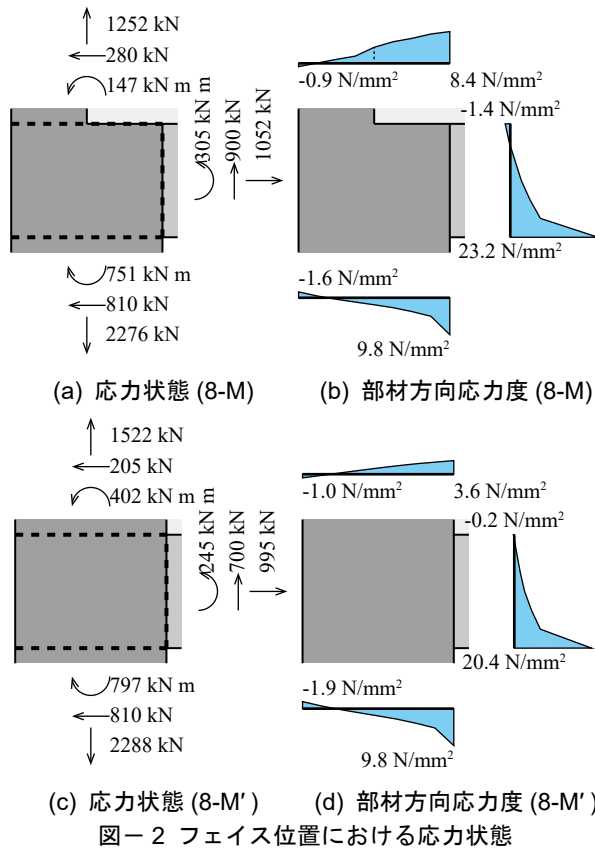 1252 kN
280 kN
147 kN m
305 kN m
900 kN
1052 kN
751 kN m
810 kN
2276 kN
-0.9 N/mm²
8.4 N/mm²
-1.4 N/mm²
23.2 N/mm²
-1.6 N/mm²
9.8 N/mm²
(a) 応力状態 (8-M)
(b) 部材方向応力度 (8-M)
1522 kN
205 kN
402 kN m
245 kN m
700 kN
995 kN
797 kN m
810 kN
2288 kN
-1.0 N/mm²
3.6 N/mm²
-0.2 N/mm²
20.4 N/mm²
-1.9 N/mm²
9.8 N/mm²
(c) 応力状態 (8-M′)
(d) 部材方向応力度 (8-M′)
図－2 フェイス位置における応力状態